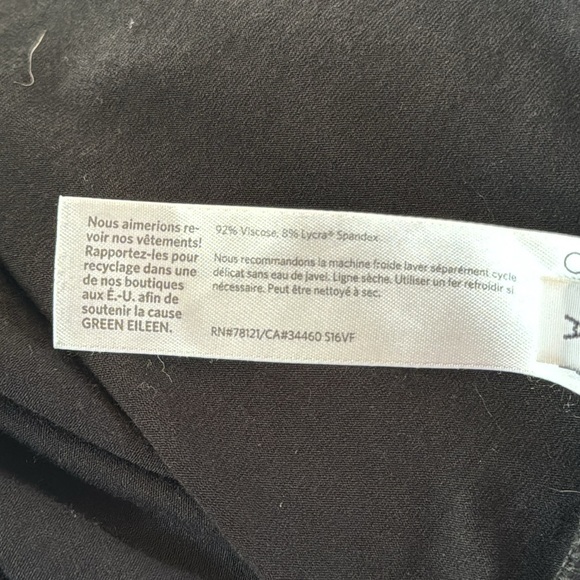 Nous aimerions re-
voir nos vêtements!
Rapportez-les pour
recyclage dans une
de nos boutiques
aux É.-U. afin de
soutenir la cause
GREEN EILEEN.
92% Viscose, 8% Lycra® Spandex
Nous recommandons la machine froide laver séparément cycle
délicat sans eau de javel. Ligne sèche. Utiliser un fer refroidir si
nécessaire. Peut être nettoyé à sec.
RN#78121/CA#34460 S16VF